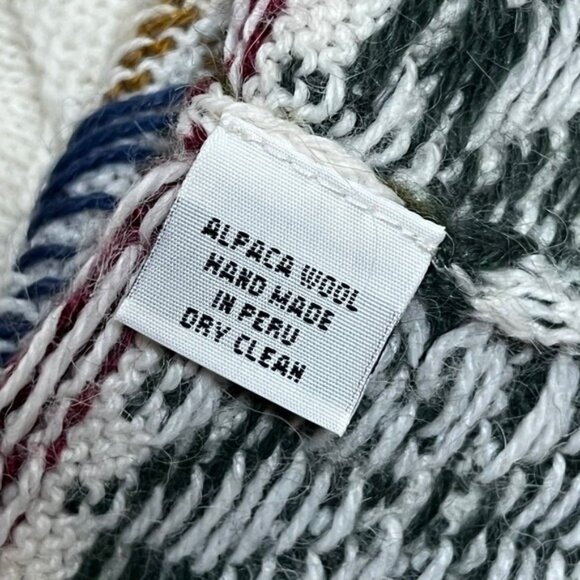 ALPACA WOOL
HAND MADE
IN PERU
DRY CLEAN